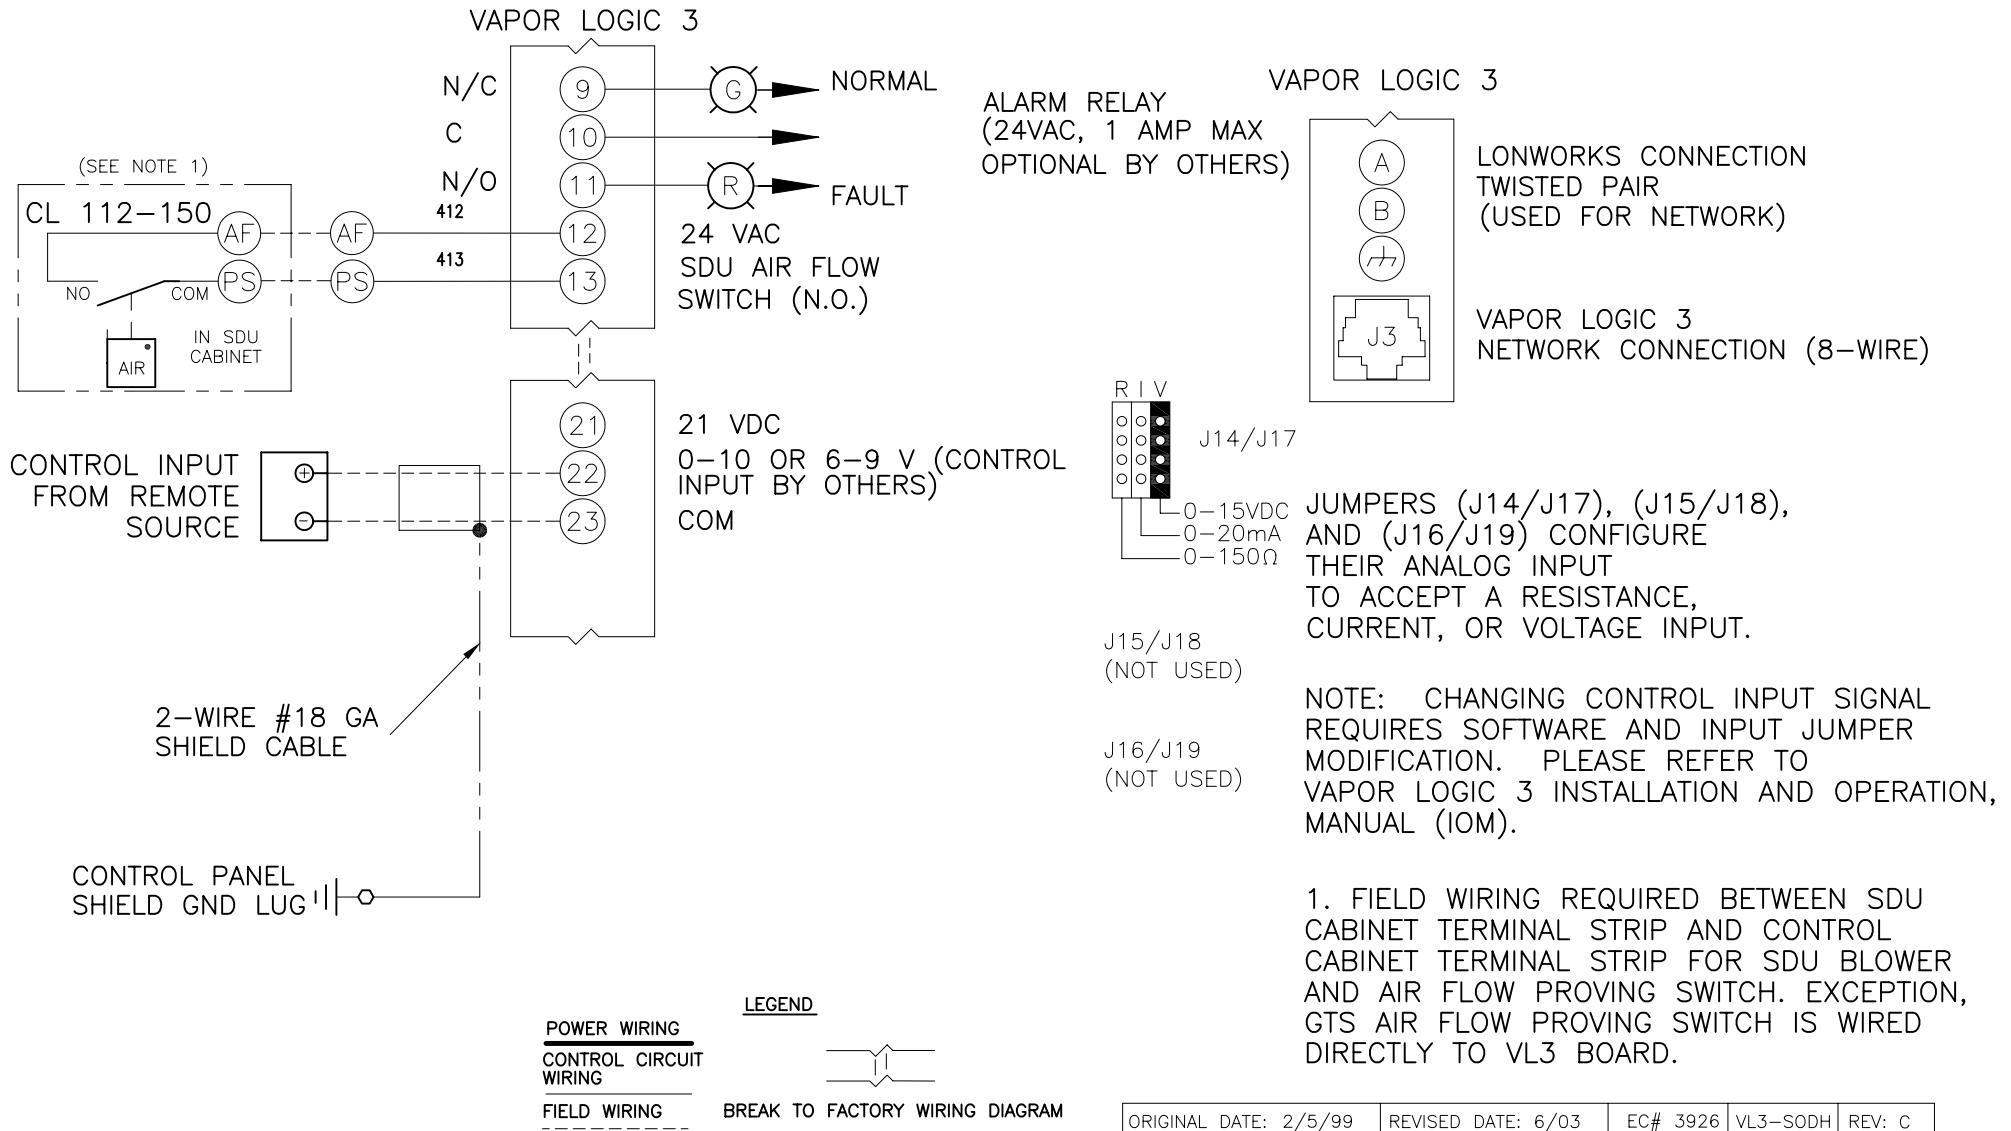 VAPOR LOGIC 3
N/C
9
G
NORMAL
C
10
N/O
11
R
FAULT
ALARM RELAY
(24VAC, 1 AMP MAX
OPTIONAL BY OTHERS)
(SEE NOTE 1)
CL 112-150
AF
AF
412
12
24 VAC
SDU AIR FLOW
SWITCH (N.O.)
NO
COM
PS
PS
413
13
AIR
IN SDU
CABINET
CONTROL INPUT
FROM REMOTE
SOURCE
+
-
21
21 VDC
22
0-10 OR 6-9 V (CONTROL
INPUT BY OTHERS)
23
COM
2-WIRE #18 GA
SHIELD CABLE
CONTROL PANEL
SHIELD GND LUG
VAPOR LOGIC 3
A
B
LONWORKS CONNECTION
TWISTED PAIR
(USED FOR NETWORK)
J3
VAPOR LOGIC 3
NETWORK CONNECTION (8-WIRE)
R I V
J14/J17
0-15VDC
0-20mA
0-150Ω
J15/J18
(NOT USED)
J16/J19
(NOT USED)
JUMPERS (J14/J17), (J15/J18),
AND (J16/J19) CONFIGURE
THEIR ANALOG INPUT
TO ACCEPT A RESISTANCE,
CURRENT, OR VOLTAGE INPUT.
NOTE: CHANGING CONTROL INPUT SIGNAL
REQUIRES SOFTWARE AND INPUT JUMPER
MODIFICATION. PLEASE REFER TO
VAPOR LOGIC 3 INSTALLATION AND OPERATION,
MANUAL (IOM).
1. FIELD WIRING REQUIRED BETWEEN SDU
CABINET TERMINAL STRIP AND CONTROL
CABINET TERMINAL STRIP FOR SDU BLOWER
AND AIR FLOW PROVING SWITCH. EXCEPTION,
GTS AIR FLOW PROVING SWITCH IS WIRED
DIRECTLY TO VL3 BOARD.
LEGEND
POWER WIRING
CONTROL CIRCUIT
WIRING
FIELD WIRING
BREAK TO FACTORY WIRING DIAGRAM
ORIGINAL DATE: 2/5/99 REVISED DATE: 6/03 EC# 3926 VL3-SODH REV: C